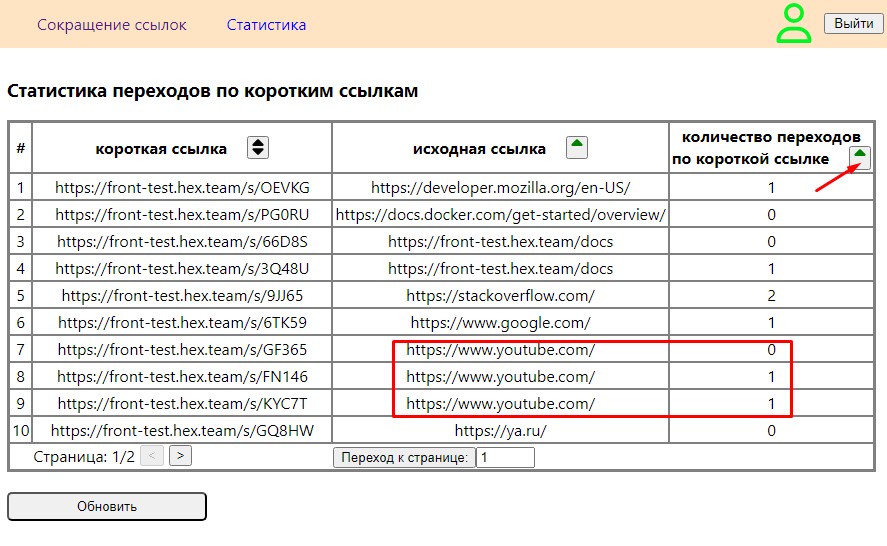 Сокращение ссылок Статистика Выйти
Статистика переходов по коротким ссылкам
# короткая ссылка исходная ссылка количество переходов по короткой ссылке
1 https://front-test.hex.team/s/OEVKG https://developer.mozilla.org/en-US/ 1
2 https://front-test.hex.team/s/PG0RU https://docs.docker.com/get-started/overview/ 0
3 https://front-test.hex.team/s/66D8S https://front-test.hex.team/docs 0
4 https://front-test.hex.team/s/3Q48U https://front-test.hex.team/docs 1
5 https://front-test.hex.team/s/9JJ65 https://stackoverflow.com/ 2
6 https://front-test.hex.team/s/6TK59 https://www.google.com/ 1
7 https://front-test.hex.team/s/GF365 https://www.youtube.com/ 0
8 https://front-test.hex.team/s/FN146 https://www.youtube.com/ 1
9 https://front-test.hex.team/s/KYC7T https://www.youtube.com/ 1
10 https://front-test.hex.team/s/GQ8HW https://ya.ru/ 0
Страница: 1/2 < > Переход к странице: 1
Обновить